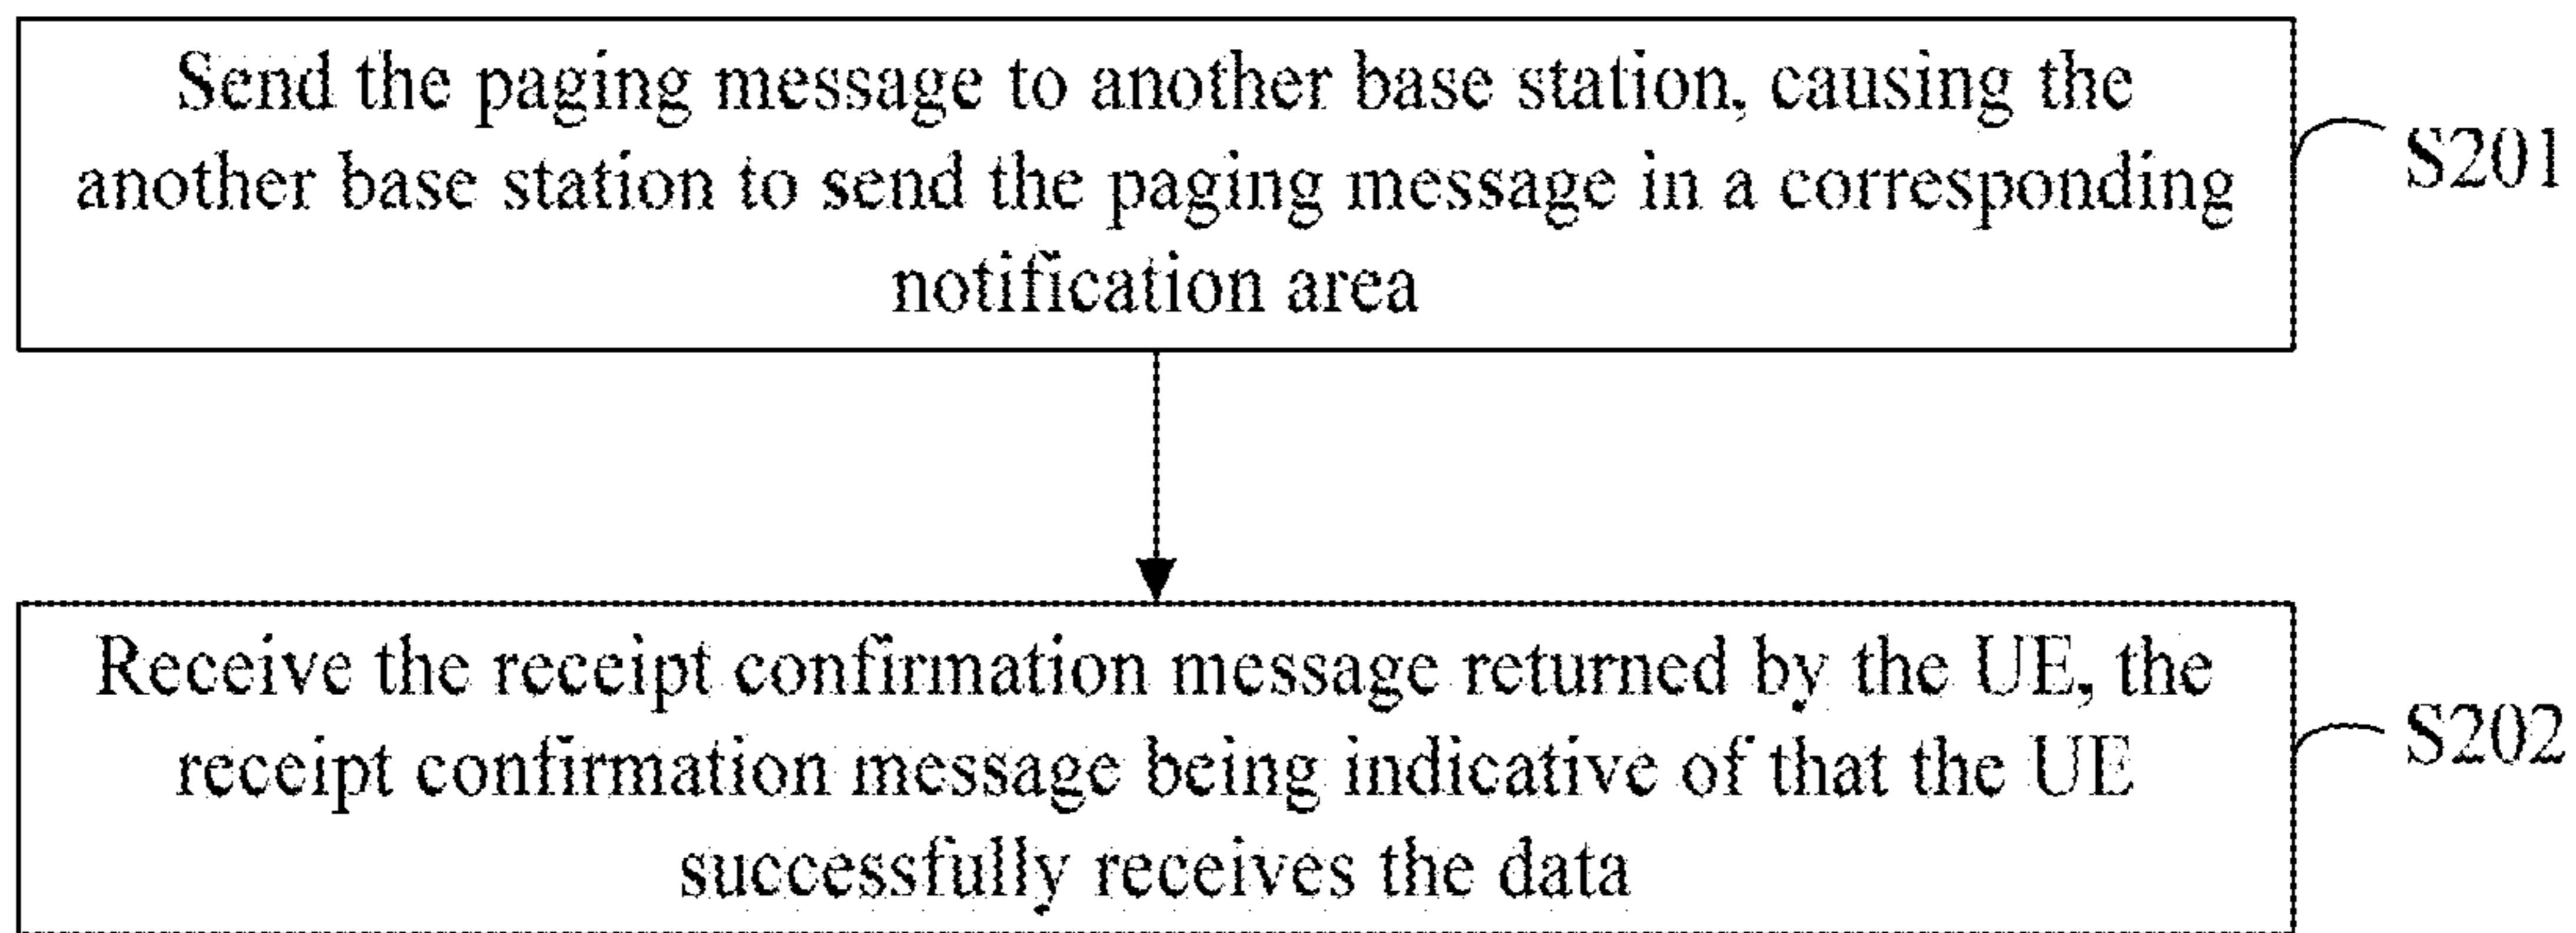 Send the paging message to another base station, causing the
another base station to send the paging message in a corresponding
notification area
S201
Receive the receipt confirmation message returned by the UE, the
receipt confirmation message being indicative of that the UE
successfully receives the data
S202